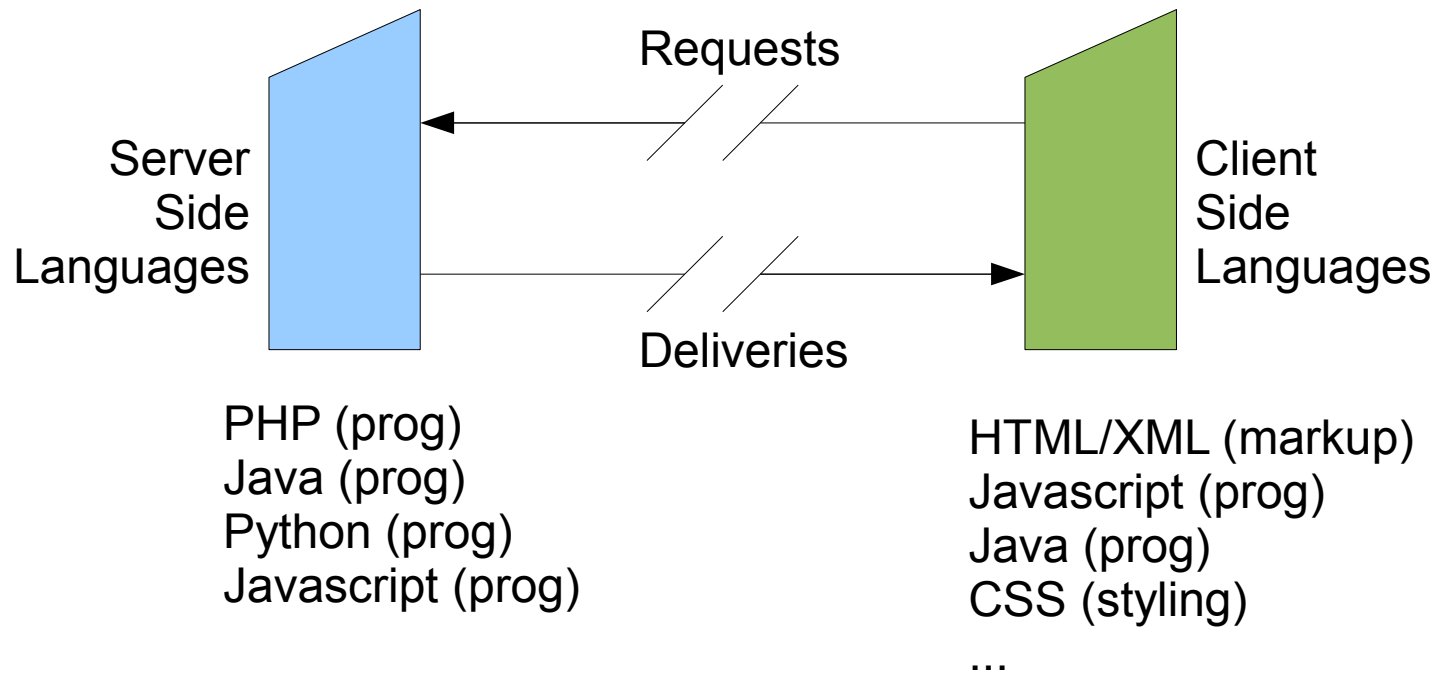 Requests
Server
Side
Languages
Client
Side
Languages
Deliveries
PHP (prog)
Java (prog)
Python (prog)
Javascript (prog)
HTML/XML (markup)
Javascript (prog)
Java (prog)
CSS (styling)
...